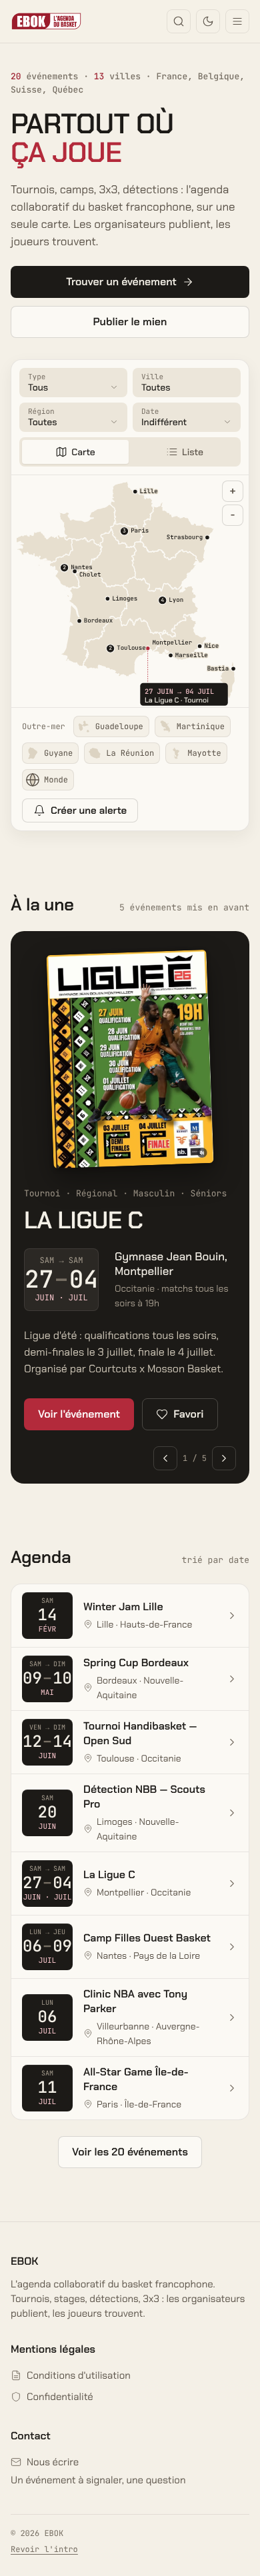 EBOK L'AGENDA DU BASKET
20 événements · 13 villes · France, Belgique,
Suisse, Québec
PARTOUT OÙ
ÇA JOUE
Tournois, camps, 3x3, détections : l'agenda
collaboratif du basket francophone, sur une
seule carte. Les organisateurs publient, les
joueurs trouvent.
Trouver un événement →
Publier le mien
Type
Tous
Ville
Toutes
Région
Toutes
Date
Indifférent
Carte
Liste
+
-
Lille
3 Paris
Strasbourg
2 Nantes
Cholet
Limoges
4 Lyon
Bordeaux
2 Toulouse
Montpellier
Nice
Marseille
Bastia
27 JUIN → 04 JUIL
La Ligue C · Tournoi
Outre-mer
Guadeloupe
Martinique
Guyane
La Réunion
Mayotte
Monde
Créer une alerte
À la une
5 événements mis en avant
LIGUE
26
27 JUIN
QUALIFICATION
19H
28 JUIN
QUALIFICATION
29 JUIN
QUALIFICATION
30 JUIN
QUALIFICATION
01 JUILLET
QUALIFICATION
03 JUILLET
DEMI
FINALES
04 JUILLET
FINALE
Tournoi · Régional · Masculin · Séniors
LA LIGUE C
SAM → SAM
27–04
JUIN · JUIL
Gymnase Jean Bouin,
Montpellier
Occitanie · matchs tous les
soirs à 19h
Ligue d'été : qualifications tous les soirs,
demi-finales le 3 juillet, finale le 4 juillet.
Organisé par Courtcuts x Mosson Basket.
Voir l'événement
Favori
1 / 5
Agenda
trié par date
SAM
14
FÉVR
Winter Jam Lille
Lille · Hauts-de-France
SAM → DIM
09–10
MAI
Spring Cup Bordeaux
Bordeaux · Nouvelle-
Aquitaine
VEN → DIM
12–14
JUIN
Tournoi Handibasket —
Open Sud
Toulouse · Occitanie
SAM
20
JUIN
Détection NBB — Scouts
Pro
Limoges · Nouvelle-
Aquitaine
SAM → SAM
27–04
JUIN · JUIL
La Ligue C
Montpellier · Occitanie
LUN → JEU
06–09
JUIL
Camp Filles Ouest Basket
Nantes · Pays de la Loire
LUN
06
JUIL
Clinic NBA avec Tony
Parker
Villeurbanne · Auvergne-
Rhône-Alpes
SAM
11
JUIL
All-Star Game Île-de-
France
Paris · Île-de-France
Voir les 20 événements
EBOK
L'agenda collaboratif du basket francophone.
Tournois, stages, détections, 3x3 : les organisateurs
publient, les joueurs trouvent.
Mentions légales
Conditions d'utilisation
Confidentialité
Contact
Nous écrire
Un événement à signaler, une question
© 2026 EBOK
Revoir l'intro